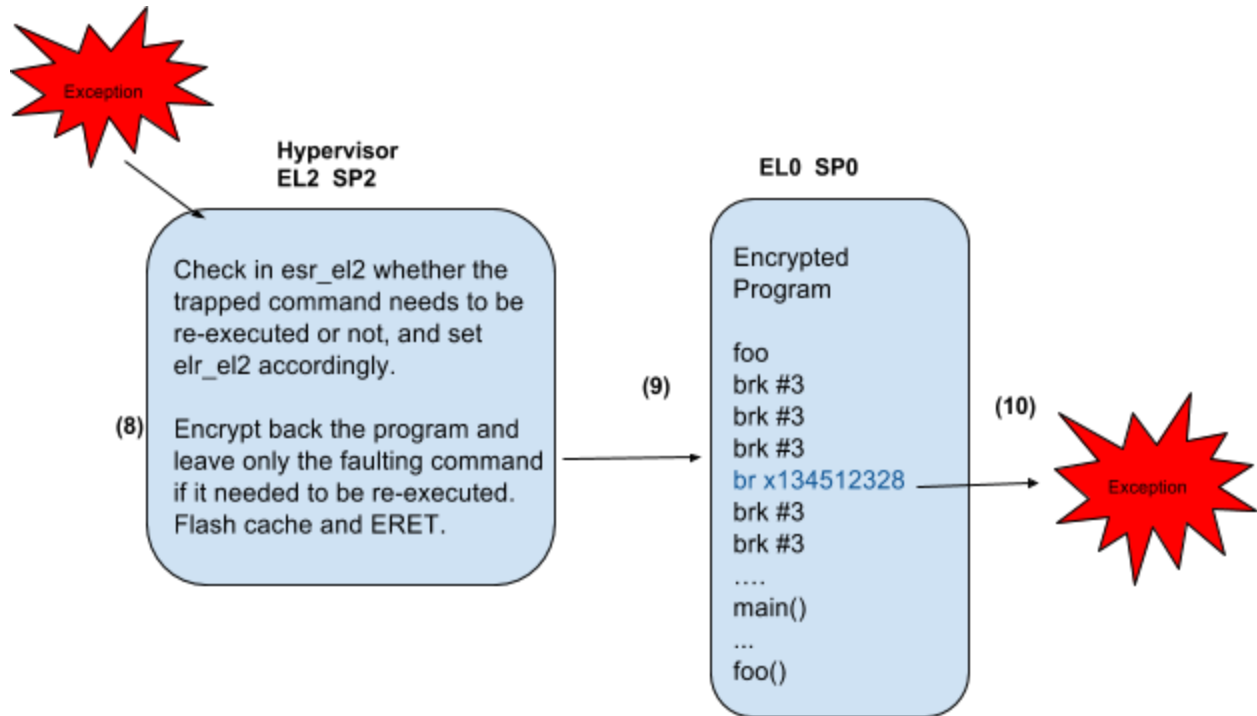 Exception
Hypervisor
EL2 SP2
Check in esr_el2 whether the
trapped command needs to be
re-executed or not, and set
elr_el2 accordingly.
(8)
Encrypt back the program and
leave only the faulting command
if it needed to be re-executed.
Flash cache and ERET.
(9)
EL0 SP0
Encrypted
Program
foo
brk #3
brk #3
brk #3
br x134512328
brk #3
brk #3
....
main()
...
foo()
(10)
Exception